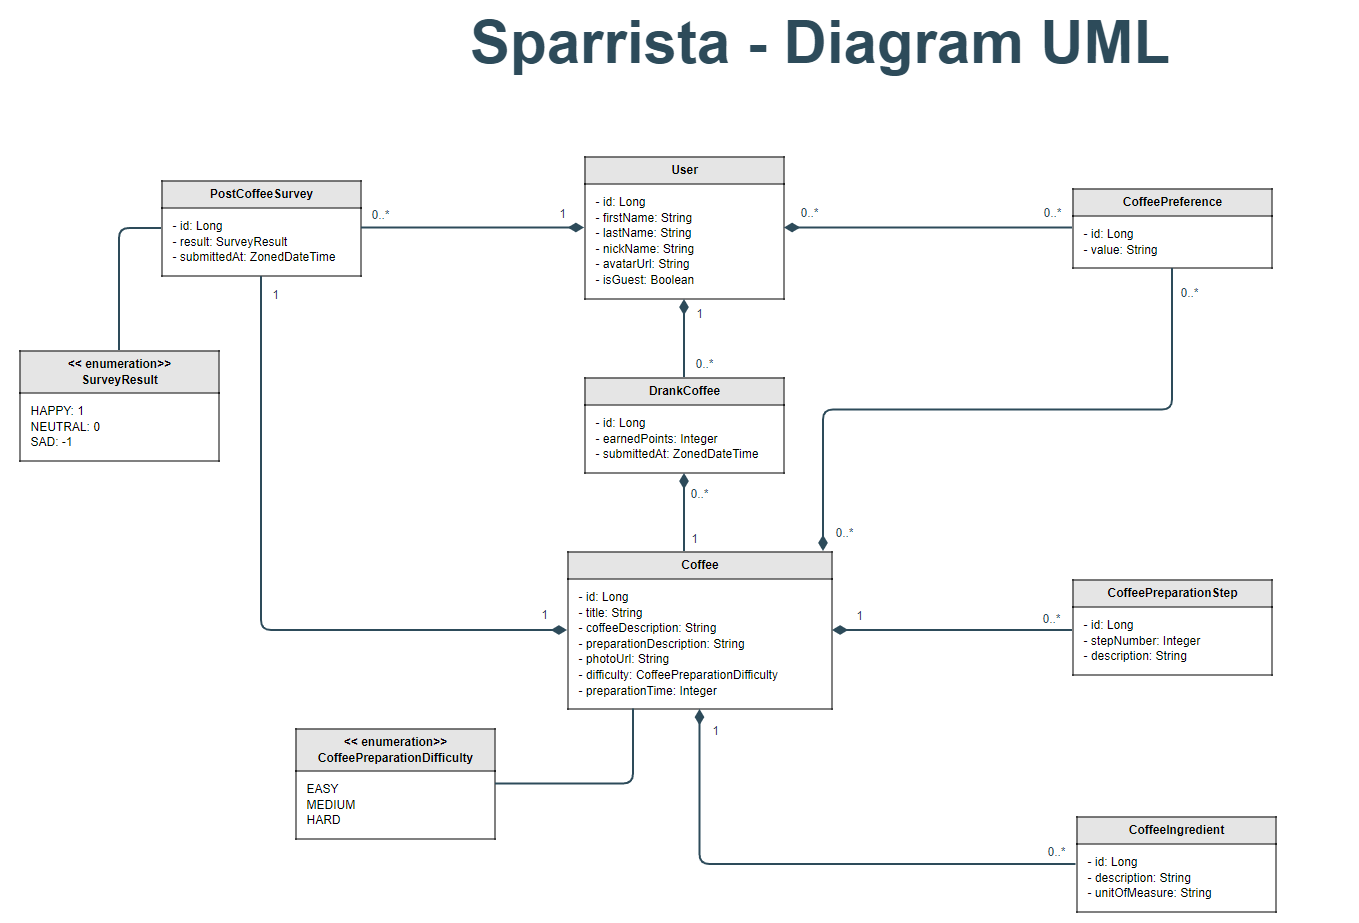 Sparrista - Diagram UML
User
- id: Long
- firstName: String
- lastName: String
- nickName: String
- avatarUrl: String
- isGuest: Boolean
PostCoffeeSurvey
- id: Long
- result: SurveyResult
- submittedAt: ZonedDateTime
0..*
1
0..*
0..*
CoffeePreference
- id: Long
- value: String
1
1
0..*
0..*
<< enumeration>>
SurveyResult
HAPPY: 1
NEUTRAL: 0
SAD: -1
DrankCoffee
- id: Long
- earnedPoints: Integer
- submittedAt: ZonedDateTime
0..*
1
0..*
Coffee
- id: Long
- title: String
- coffeeDescription: String
- preparationDescription: String
- photoUrl: String
- difficulty: CoffeePreparationDifficulty
- preparationTime: Integer
1
1
0..*
CoffeePreparationStep
- id: Long
- stepNumber: Integer
- description: String
1
<< enumeration>>
CoffeePreparationDifficulty
EASY
MEDIUM
HARD
0..*
CoffeeIngredient
- id: Long
- description: String
- unitOfMeasure: String